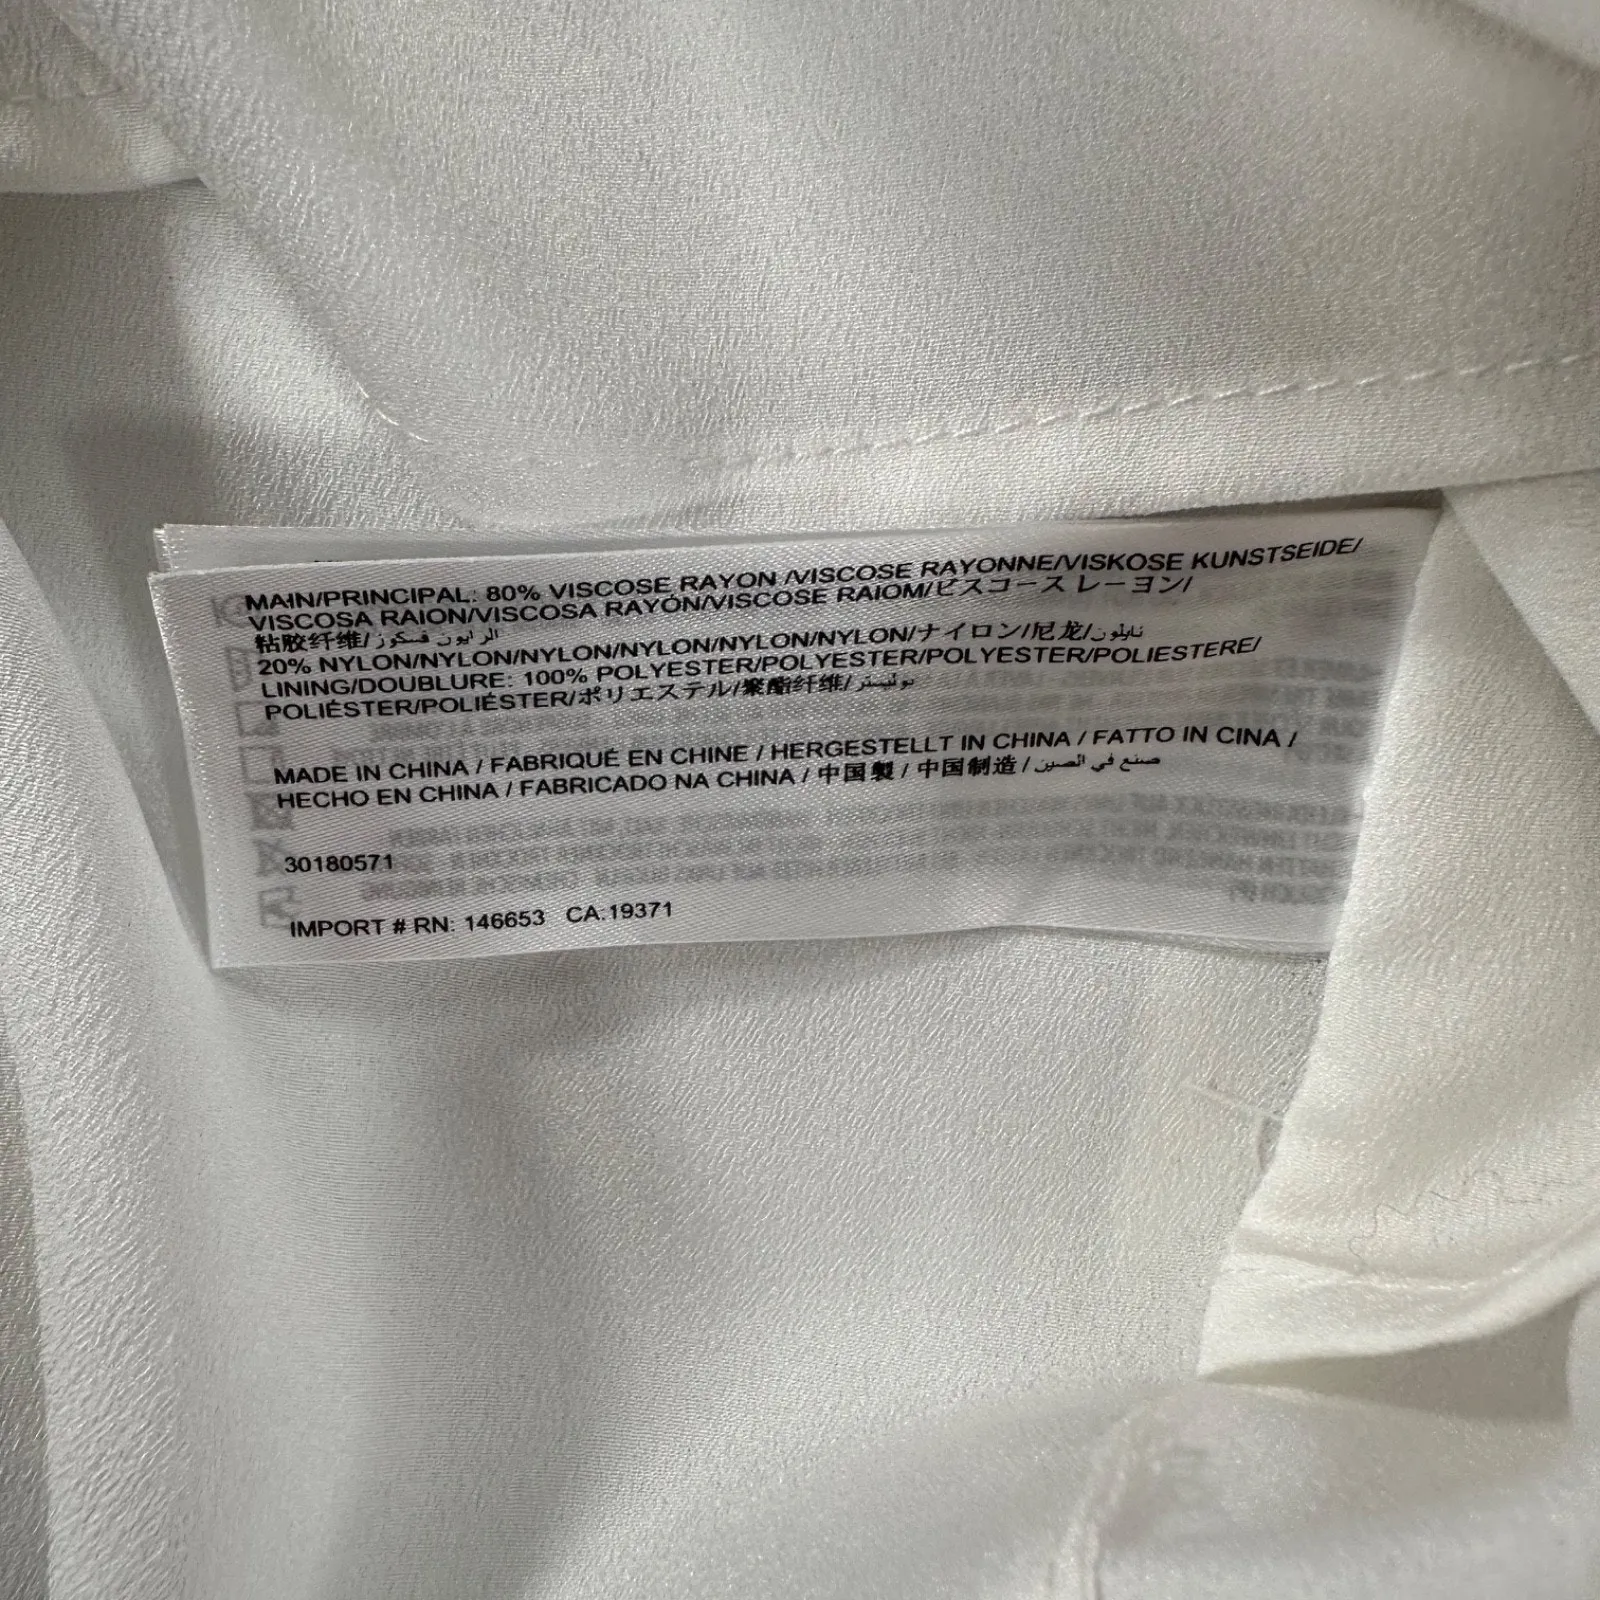 MAIN/PRINCIPAL: 80% VISCOSE RAYON /VISCOSE RAYONNE/VISKOSE KUNSTSEIDE/
VISCOSA RAION/VISCOSA RAYÓN/VISCOSE RAIOM/ビスコース レーヨン/
粘胶纤维/الرايون فسكوز
20% NYLON/NYLON/NYLON/NYLON/NYLON/NYLON/ナイロン/尼龙/نايلون
LINING/DOUBLURE: 100% POLYESTER/POLYESTER/POLYESTER/POLIESTERE/
POLIÉSTER/POLIÉSTER/ポリエステル/聚酯纤维/بوليستر
MADE IN CHINA / FABRIQUÉ EN CHINE / HERGESTELLT IN CHINA / FATTO IN CINA /
HECHO EN CHINA / FABRICADO NA CHINA / 中国製 / 中国制造 / صنع في الصين
30180571
IMPORT # RN: 146653 CA:19371